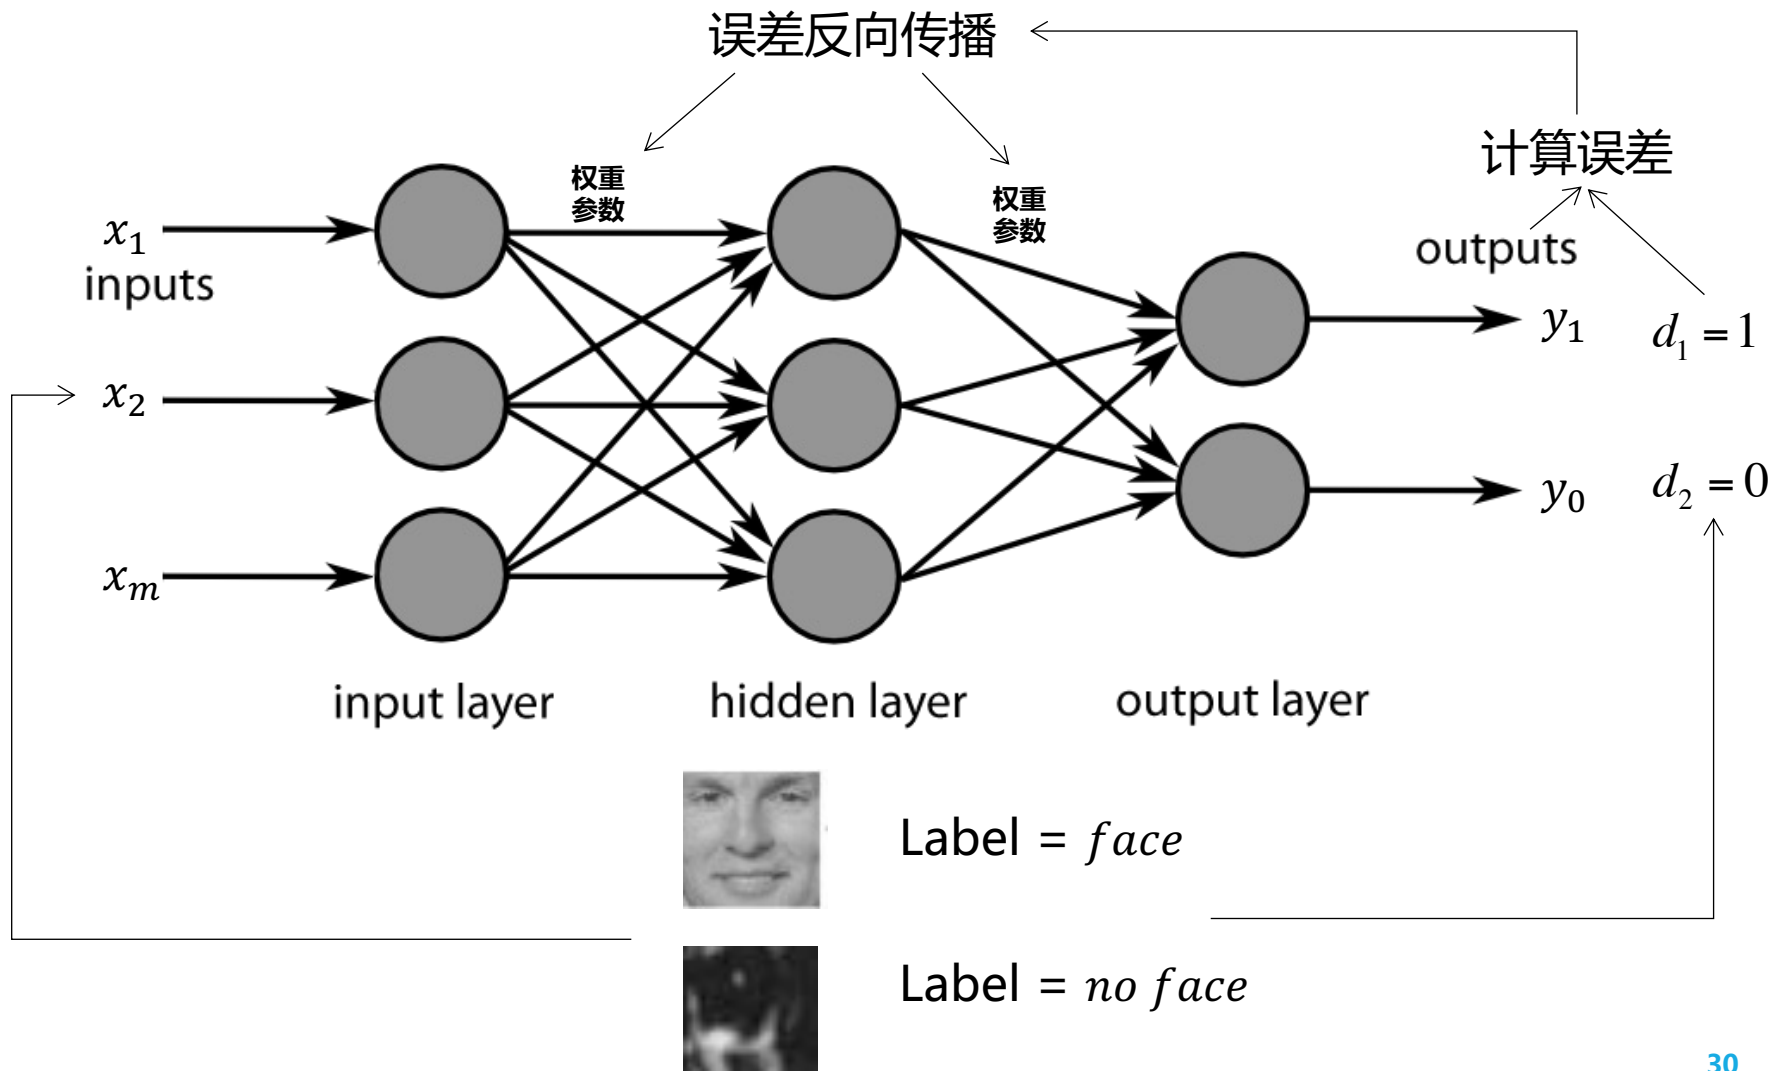 误差反向传播
计算误差
权重
参数
权重
参数
x₁
inputs
outputs
y₁
d₁ = 1
x₂
y₀
d₂ = 0
xₘ
input layer
hidden layer
output layer
Label = face
Label = no face
30